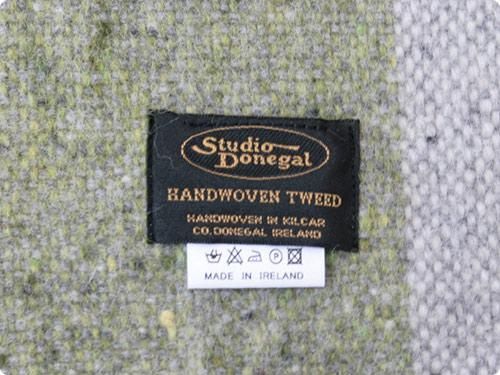 Studio
Donegal
HANDWOVEN TWEED
HANDWOVEN IN KILCAR
CO. DONEGAL IRELAND
P
MADE IN IRELAND